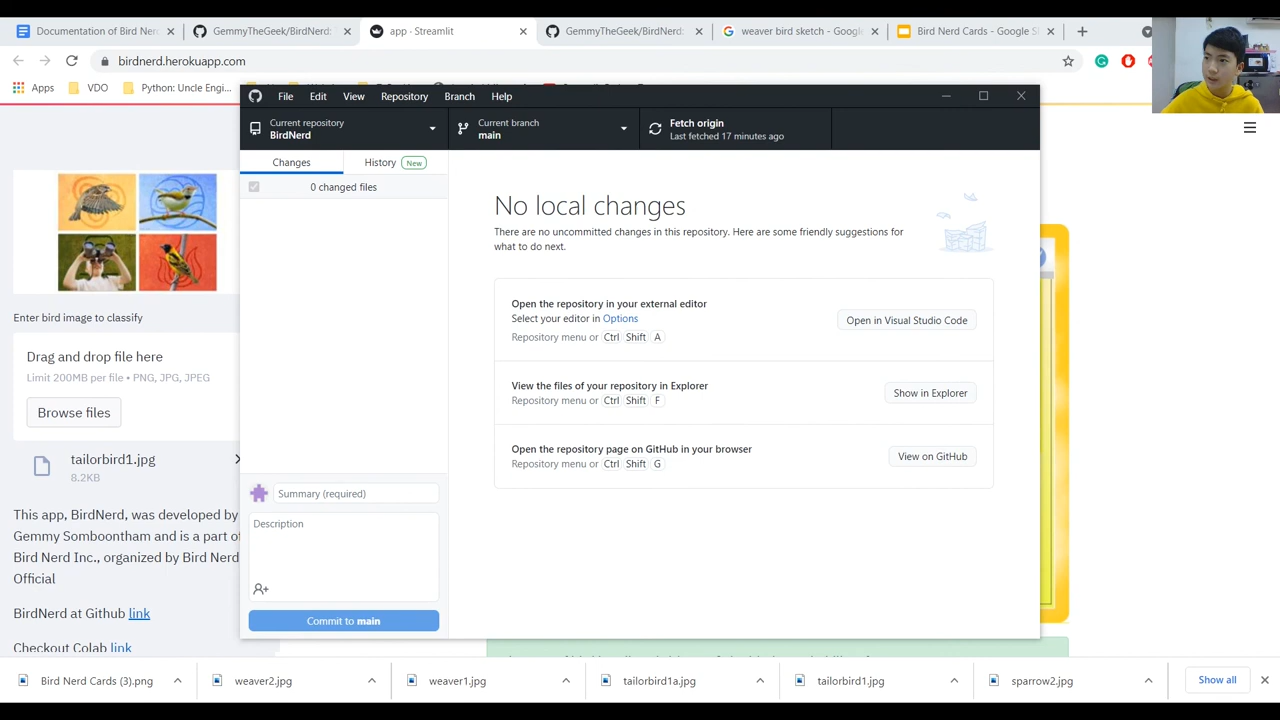 Documentation of Bird Ner
GemmyTheGeek/BirdNerd:
app · Streamlit
GemmyTheGeek/BirdNerd:
weaver bird sketch - Google
Bird Nerd Cards - Google S
birdnerd.herokuapp.com
Apps
VDO
Python: Uncle Engi...
File
Edit
View
Repository
Branch
Help
Current repository
BirdNerd
Current branch
main
Fetch origin
Last fetched 17 minutes ago
Changes
History
New
0 changed files
No local changes
There are no uncommitted changes in this repository. Here are some friendly suggestions for
what to do next.
Open the repository in your external editor
Select your editor in Options
Repository menu or Ctrl Shift A
Open in Visual Studio Code
View the files of your repository in Explorer
Repository menu or Ctrl Shift F
Show in Explorer
Open the repository page on GitHub in your browser
Repository menu or Ctrl Shift G
View on GitHub
Summary (required)
Description
Commit to main
Enter bird image to classify
Drag and drop file here
Limit 200MB per file • PNG, JPG, JPEG
Browse files
tailorbird1.jpg
8.2KB
This app, BirdNerd, was developed by
Gemmy Somboontham and is a part of
Bird Nerd Inc., organized by Bird Nerd
Official
BirdNerd at Github link
Checkout Colab link
Bird Nerd Cards (3).png
weaver2.jpg
weaver1.jpg
tailorbird1a.jpg
tailorbird1.jpg
sparrow2.jpg
Show all